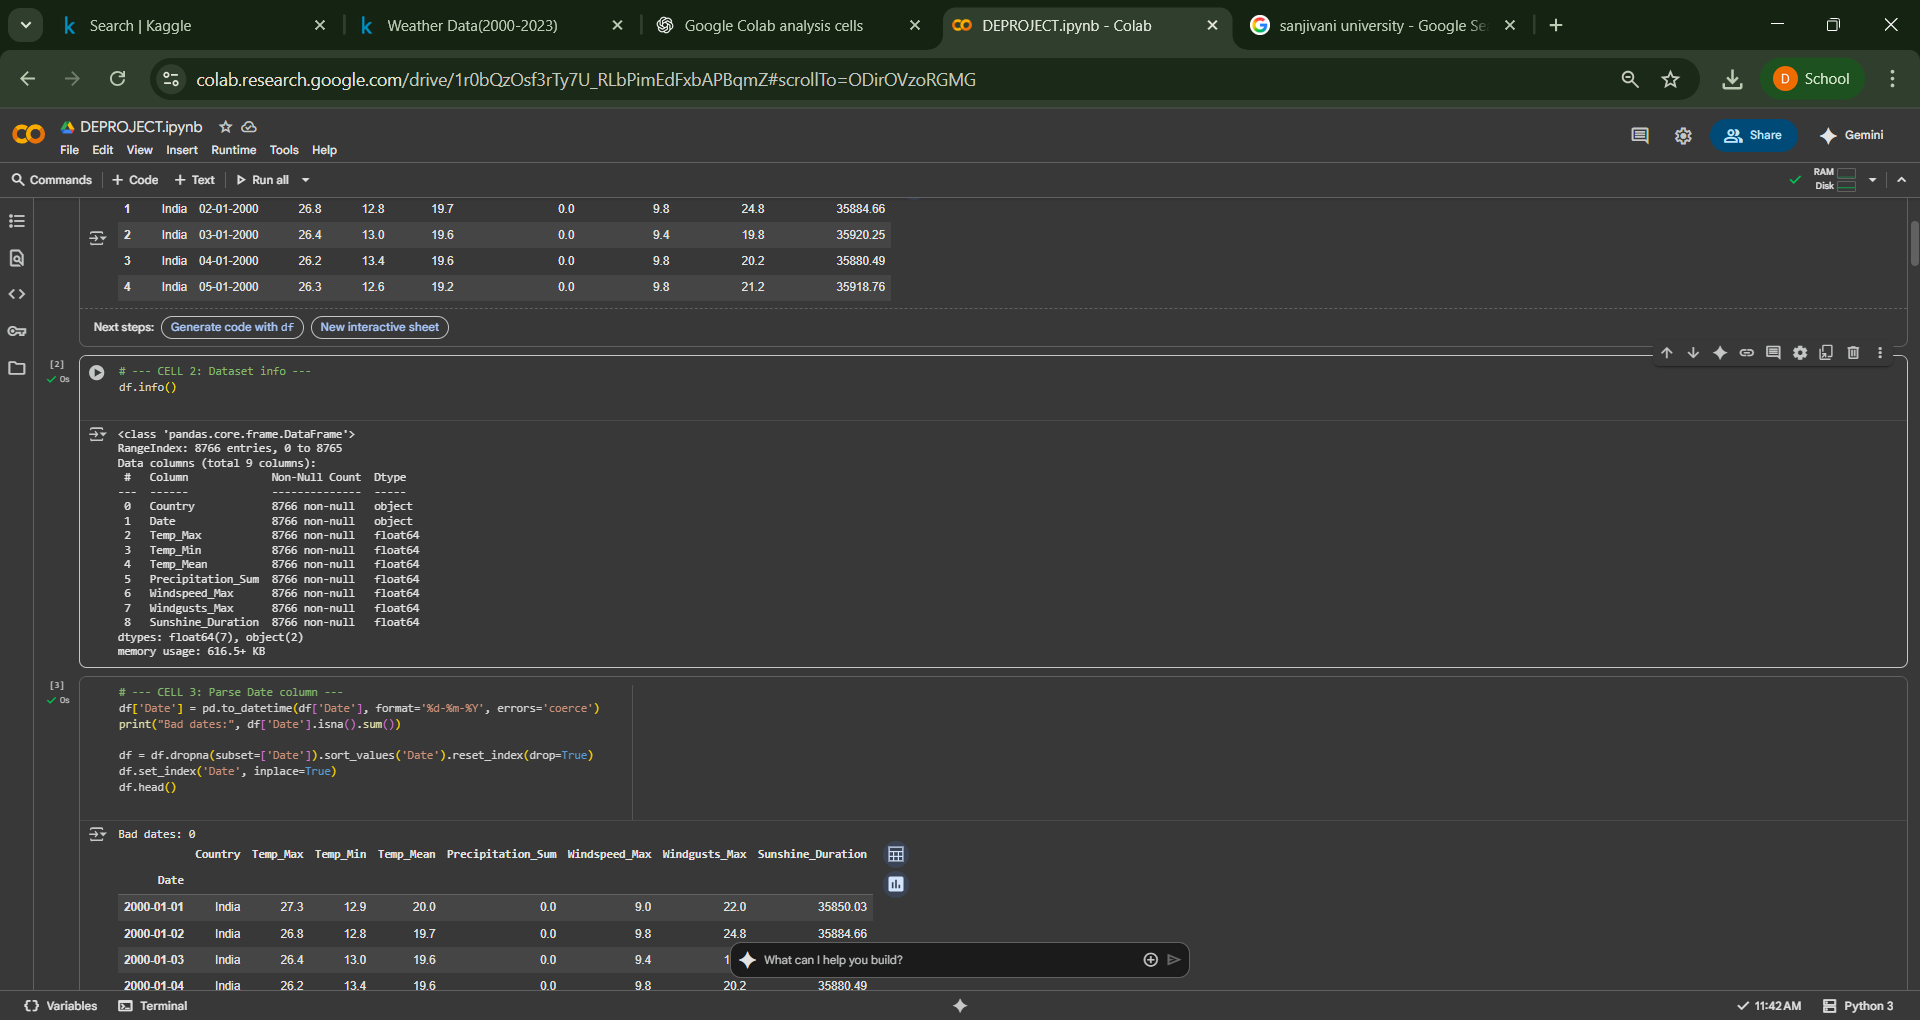 Search | Kaggle
Weather Data(2000-2023)
Google Colab analysis cells
DEPROJECT.ipynb - Colab
sanjivani university - Google Se
colab.research.google.com/drive/1r0bQzOsf3rTy7U_RLbPimEdFxbAPBqmZ#scrollTo=ODirOVzoRGMG
D School
DEPROJECT.ipynb
File Edit View Insert Runtime Tools Help
Share
Gemini
Commands + Code + Text Run all
RAM
Disk
1 India 02-01-2000 26.8 12.8 19.7 0.0 9.8 24.8 35884.66
2 India 03-01-2000 26.4 13.0 19.6 0.0 9.4 19.8 35920.25
3 India 04-01-2000 26.2 13.4 19.6 0.0 9.8 20.2 35880.49
4 India 05-01-2000 26.3 12.6 19.2 0.0 9.8 21.2 35918.76
Next steps: Generate code with df New interactive sheet
[2]
0s
# --- CELL 2: Dataset info ---
df.info()
<class 'pandas.core.frame.DataFrame'>
RangeIndex: 8766 entries, 0 to 8765
Data columns (total 9 columns):
# Column Non-Null Count Dtype
--- ------ -------------- -----
0 Country 8766 non-null object
1 Date 8766 non-null object
2 Temp_Max 8766 non-null float64
3 Temp_Min 8766 non-null float64
4 Temp_Mean 8766 non-null float64
5 Precipitation_Sum 8766 non-null float64
6 Windspeed_Max 8766 non-null float64
7 Windgusts_Max 8766 non-null float64
8 Sunshine_Duration 8766 non-null float64
dtypes: float64(7), object(2)
memory usage: 616.5+ KB
[3]
0s
# --- CELL 3: Parse Date column ---
df['Date'] = pd.to_datetime(df['Date'], format='%d-%m-%Y', errors='coerce')
print("Bad dates:", df['Date'].isna().sum())
df = df.dropna(subset=['Date']).sort_values('Date').reset_index(drop=True)
df.set_index('Date', inplace=True)
df.head()
Bad dates: 0
Country Temp_Max Temp_Min Temp_Mean Precipitation_Sum Windspeed_Max Windgusts_Max Sunshine_Duration
Date
2000-01-01 India 27.3 12.9 20.0 0.0 9.0 22.0 35850.03
2000-01-02 India 26.8 12.8 19.7 0.0 9.8 24.8 35884.66
2000-01-03 India 26.4 13.0 19.6 0.0 9.4 1
What can I help you build?
2000-01-04 India 26.2 13.4 19.6 0.0 9.8 20.2 35880.49
Variables Terminal
11:42 AM Python 3